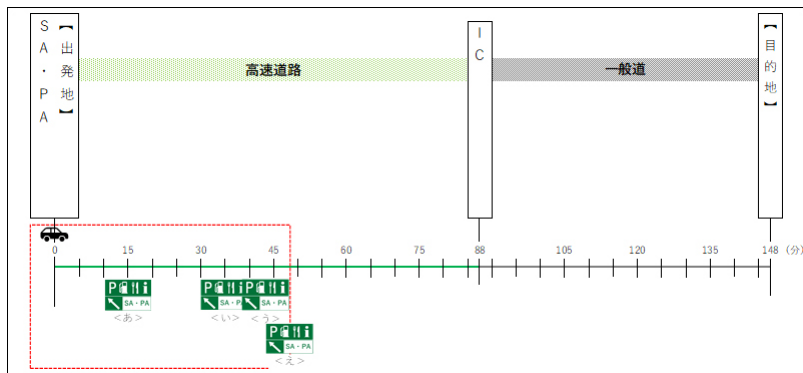 【出発地】
SA・PA
IC
【目的地】
高速道路
一般道
0 15 30 45 60 75 88 105 120 135 148 (分)
P i
SA・PA
<あ>
P i
SA・PA
<い>
P i
SA・PA
<う>
P i
SA・PA
<え>